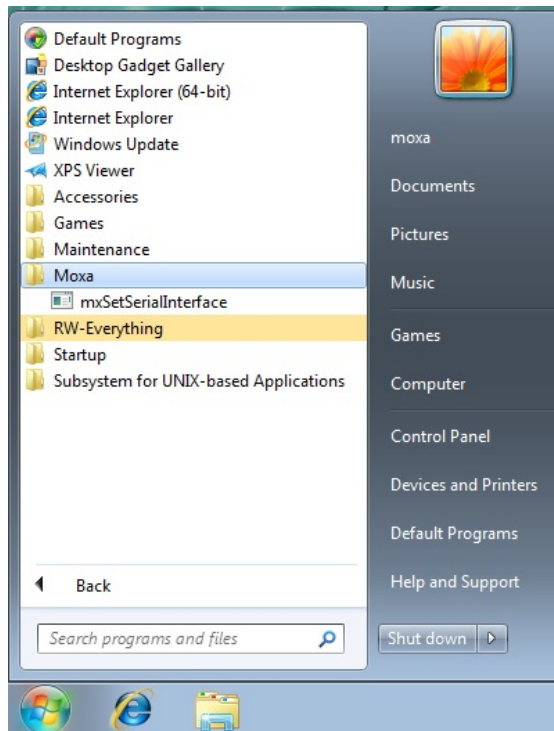 Default Programs
Desktop Gadget Gallery
Internet Explorer (64-bit)
Internet Explorer
Windows Update
XPS Viewer
Accessories
Games
Maintenance
Moxa
mxSetSerialInterface
RW-Everything
Startup
Subsystem for UNIX-based Applications
Back
Search programs and files
moxa
Documents
Pictures
Music
Games
Computer
Control Panel
Devices and Printers
Default Programs
Help and Support
Shut down